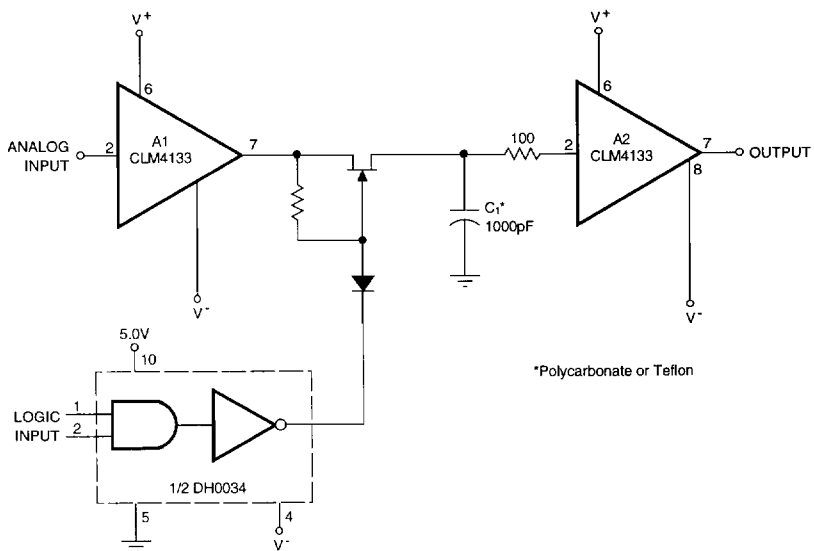 V+
V+
6
6
ANALOG
INPUT
2
A1
CLM4133
7
100
2
A2
CLM4133
7
OUTPUT
8
C1*
1000pF
V-
V-
5.0V
10
*Polycarbonate or Teflon
LOGIC
INPUT
1
2
1/2 DH0034
5
4
V-